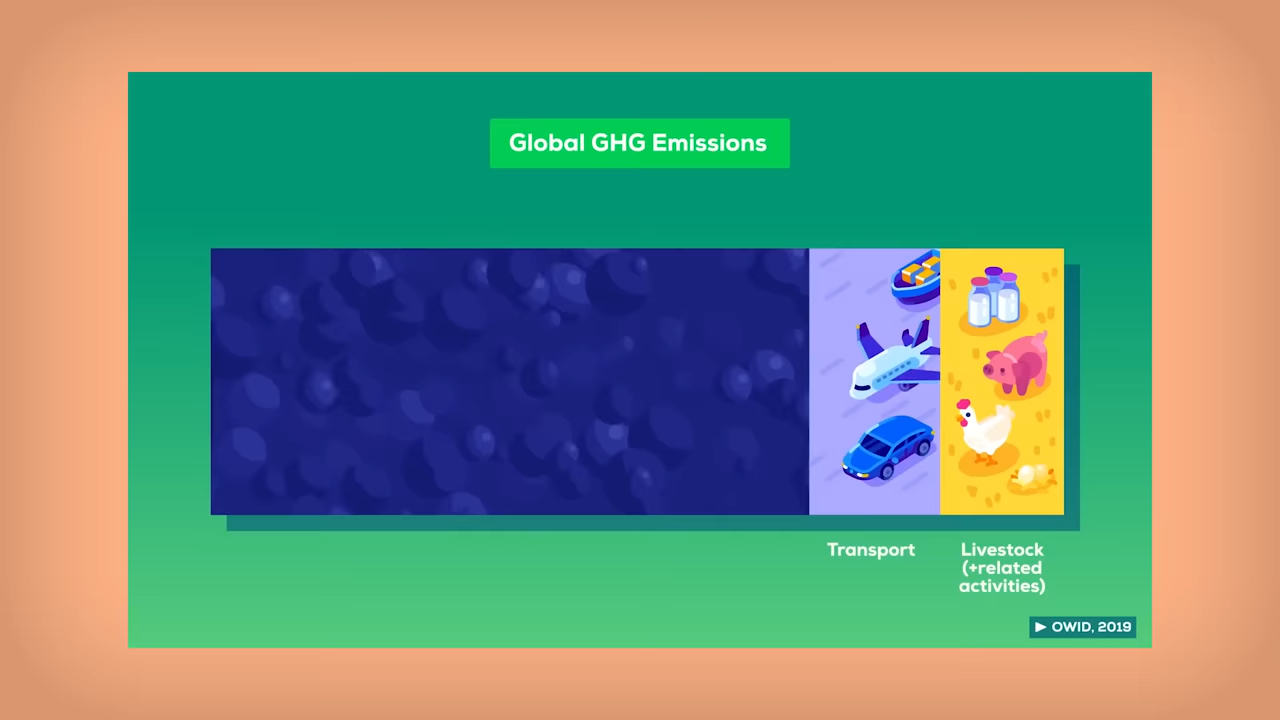 Global GHG Emissions
Transport
Livestock
(+related
activities)
► OWID, 2019